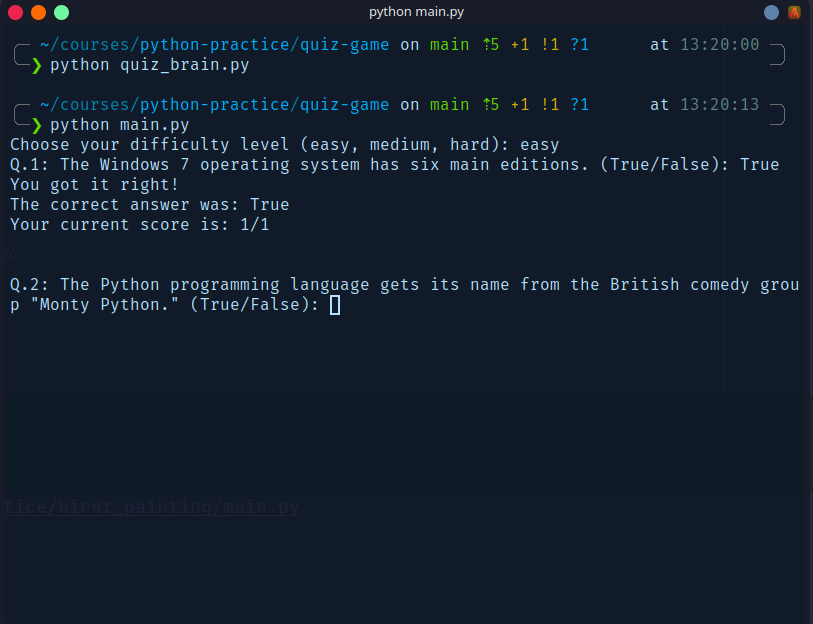 python main.py
~/courses/python-practice/quiz-game on main ⇡5 +1 !1 ?1 at 13:20:00
❯ python quiz_brain.py
~/courses/python-practice/quiz-game on main ⇡5 +1 !1 ?1 at 13:20:13
❯ python main.py
Choose your difficulty level (easy, medium, hard): easy
Q.1: The Windows 7 operating system has six main editions. (True/False): True
You got it right!
The correct answer was: True
Your current score is: 1/1
Q.2: The Python programming language gets its name from the British comedy grou
p "Monty Python." (True/False):
tice/hirst_painting/main.py